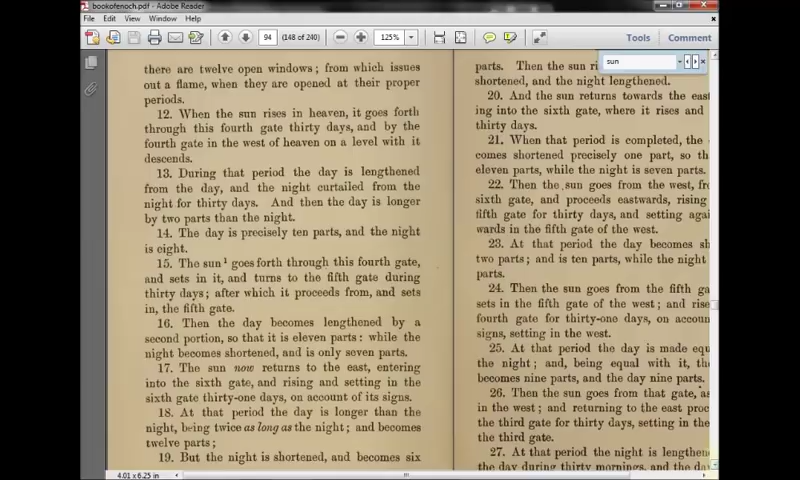 bookofenoch.pdf - Adobe Reader
File Edit View Window Help
94 (148 of 240) 125% Tools Comment
sun
there are twelve open windows; from which issues
out a flame, when they are opened at their proper
periods.
12. When the sun rises in heaven, it goes forth
through this fourth gate thirty days, and by the
fourth gate in the west of heaven on a level with it
descends.
13. During that period the day is lengthened
from the day, and the night curtailed from the
night for thirty days. And then the day is longer
by two parts than the night.
14. The day is precisely ten parts, and the night
is eight.
15. The sun¹ goes forth through this fourth gate,
and sets in it, and turns to the fifth gate during
thirty days; after which it proceeds from, and sets
in, the fifth gate.
16. Then the day becomes lengthened by a
second portion, so that it is eleven parts: while the
night becomes shortened, and is only seven parts.
17. The sun now returns to the east, entering
into the sixth gate, and rising and setting in the
sixth gate thirty-one days, on account of its signs.
18. At that period the day is longer than the
night, being twice as long as the night; and becomes
twelve parts;
19. But the night is shortened, and becomes six
parts. Then the sun ri
shortened, and the night lengthened.
20. And the sun returns towards the east
ing into the sixth gate, where it rises and
thirty days.
21. When that period is completed, the
comes shortened precisely one part, so th
eleven parts, while the night is seven parts.
22. Then the sun goes from the west, fro
sixth gate, and proceeds eastwards, rising
fifth gate for thirty days, and setting agai
wards in the fifth gate of the west.
23. At that period the day becomes sh
two parts; and is ten parts, while the night
parts.
24. Then the sun goes from the fifth ga
sets in the fifth gate of the west; and rise
fourth gate for thirty-one days, on accoun
signs, setting in the west.
25. At that period the day is made equ
the night; and, being equal with it, the
becomes nine parts, and the day nine parts.
26. Then the sun goes from that gate, as
in the west; and returning to the east proc
the third gate for thirty days, setting in the
the third gate.
27. At that period the night is lengthen
the day during thirty mornings, and the day
4.01 x 6.25 in